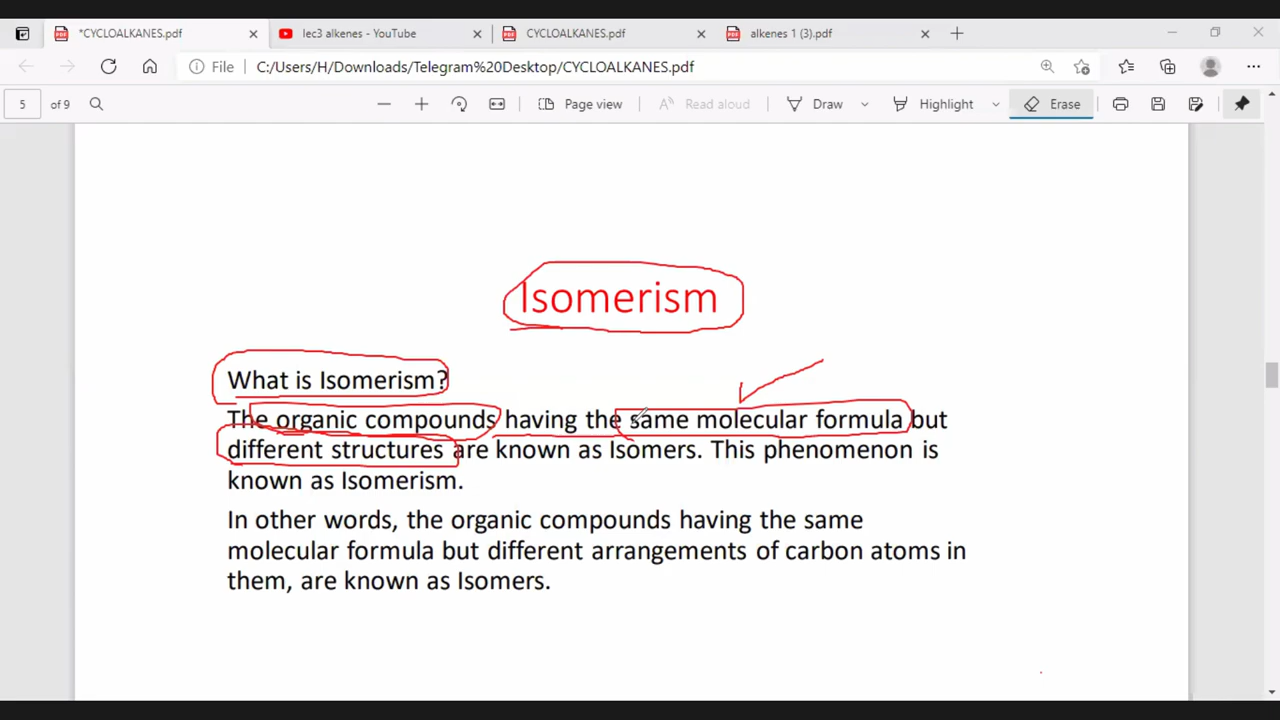 *CYCLOALKANES.pdf
lec3 alkenes - YouTube
CYCLOALKANES.pdf
alkenes 1 (3).pdf
File
C:/Users/H/Downloads/Telegram%20Desktop/CYCLOALKANES.pdf
5 of 9
Page view
Read aloud
Draw
Highlight
Erase
Isomerism
What is Isomerism?
The organic compounds having the same molecular formula but
different structures are known as Isomers. This phenomenon is
known as Isomerism.
In other words, the organic compounds having the same
molecular formula but different arrangements of carbon atoms in
them, are known as Isomers.